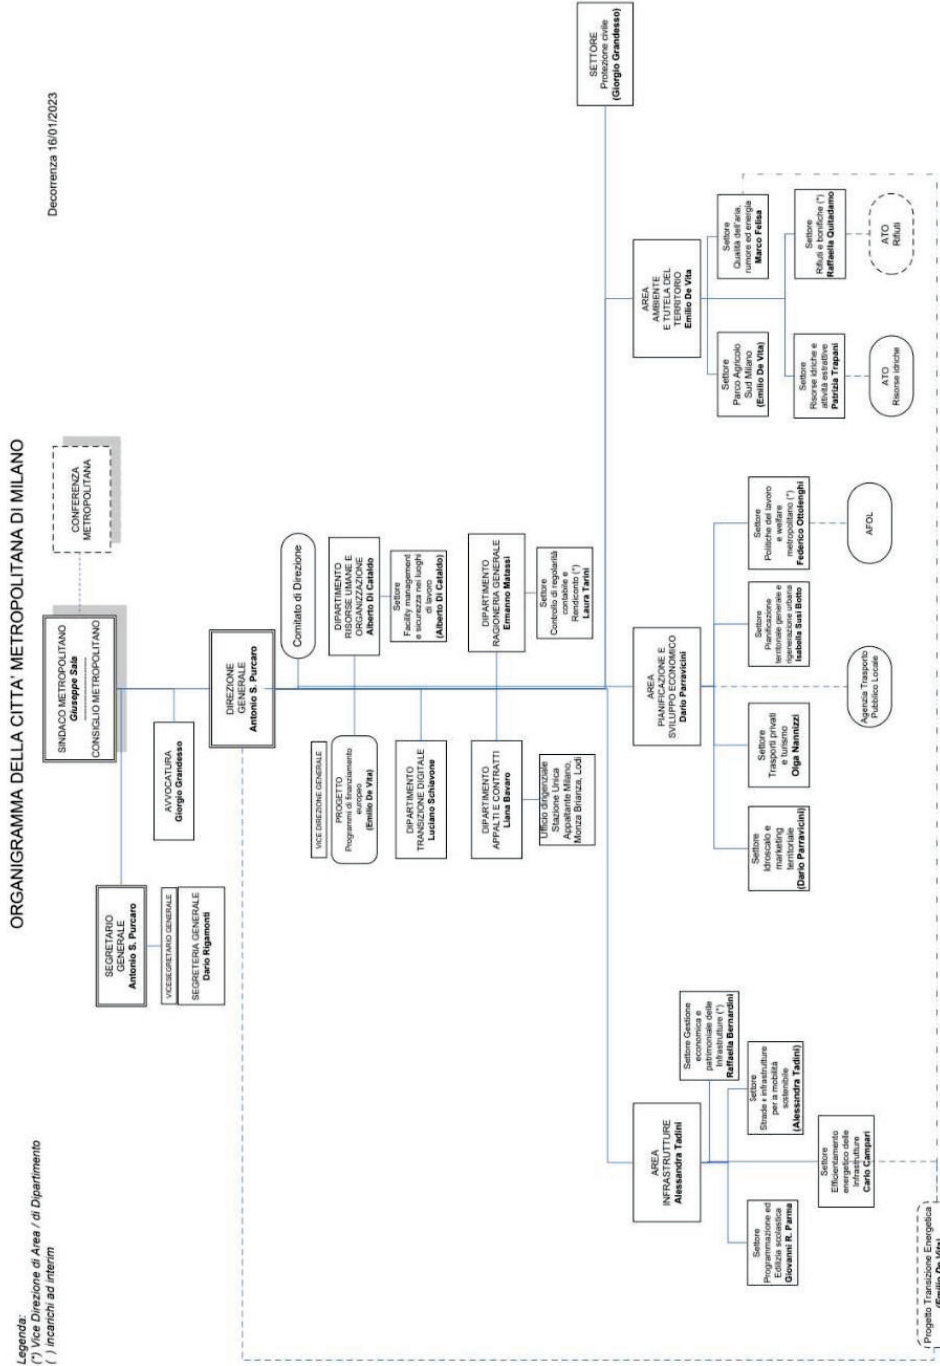 ORGANIGRAMMA DELLA CITTA' METROPOLITANA DI MILANO
Decorrenza 16/01/2023
Legenda:
(*) Vice Direzione di Area / di Dipartimento
( ) incarichi ad interim
SINDACO METROPOLITANO
Giuseppe Sala
CONSIGLIO METROPOLITANO
CONFERENZA
METROPOLITANA
SEGRETARIO
GENERALE
Antonio S. Purcaro
VICESEGRETARIO GENERALE
SEGRETERIA GENERALE
Dario Rigamonti
AVVOCATURA
Giorgio Grandesso
DIREZIONE
GENERALE
Antonio S. Purcaro
Comitato di Direzione
VICE DIREZIONE GENERALE
PROGETTO
Programmi di finanziamento
europeo
(Emilio De Vita)
DIPARTIMENTO
RISORSE UMANE E
ORGANIZZAZIONE
Alberto Di Cataldo
Settore
Facility management
e sicurezza nei luoghi
di lavoro
(Alberto Di Cataldo)
DIPARTIMENTO
TRANSIZIONE DIGITALE
Luciano Schiavone
DIPARTIMENTO
APPALTI E CONTRATTI
Liana Bavaro
Ufficio dirigenziale
Stazione Unica
Appaltante Milano,
Monza Brianza, Lodi
DIPARTIMENTO
RAGIONERIA GENERALE
Ermanno Matassi
Settore
Controllo di regolarità
contabile e
Rendiconto (*)
Laura Tarini
SETTORE
Protezione civile
(Giorgio Grandesso)
AREA
INFRASTRUTTURE
Alessandra Tadini
Settore Gestione
economica e
patrimoniale delle
Infrastrutture (*)
Raffaella Bernardini
Settore
Programmazione ed
Edilizia scolastica
Giovanni R. Parma
Settore
Strade e infrastrutture
per la mobilità
sostenibile
(Alessandra Tadini)
Settore
Efficientamento
energetico delle
Infrastrutture
Carlo Campari
AREA
PIANIFICAZIONE E
SVILUPPO ECONOMICO
Dario Parravicini
Settore
Idroscalo e
marketing
territoriale
(Dario Parravicini)
Settore
Trasporti privati
e turismo
Olga Nannizzi
Settore
Pianificazione
territoriale generale e
rigenerazione urbana
Isabella Susi Botto
Settore
Politiche del lavoro
e welfare
metropolitano (*)
Federico Ottolenghi
Agenzia Trasporto
Pubblico Locale
AFOL
AREA
AMBIENTE
E TUTELA DEL
TERRITORIO
Emilio De Vita
Settore
Parco Agricolo
Sud Milano
(Emilio De Vita)
Settore
Qualità dell'aria,
rumore ed energia
Marco Felisa
Settore
Risorse idriche e
attività estrattive
Patrizia Trapani
Settore
Rifiuti e bonifiche (*)
Raffaella Quitadamo
ATO
Risorse idriche
ATO
Rifiuti
Progetto Transizione Energetica
(Emilio De Vita)